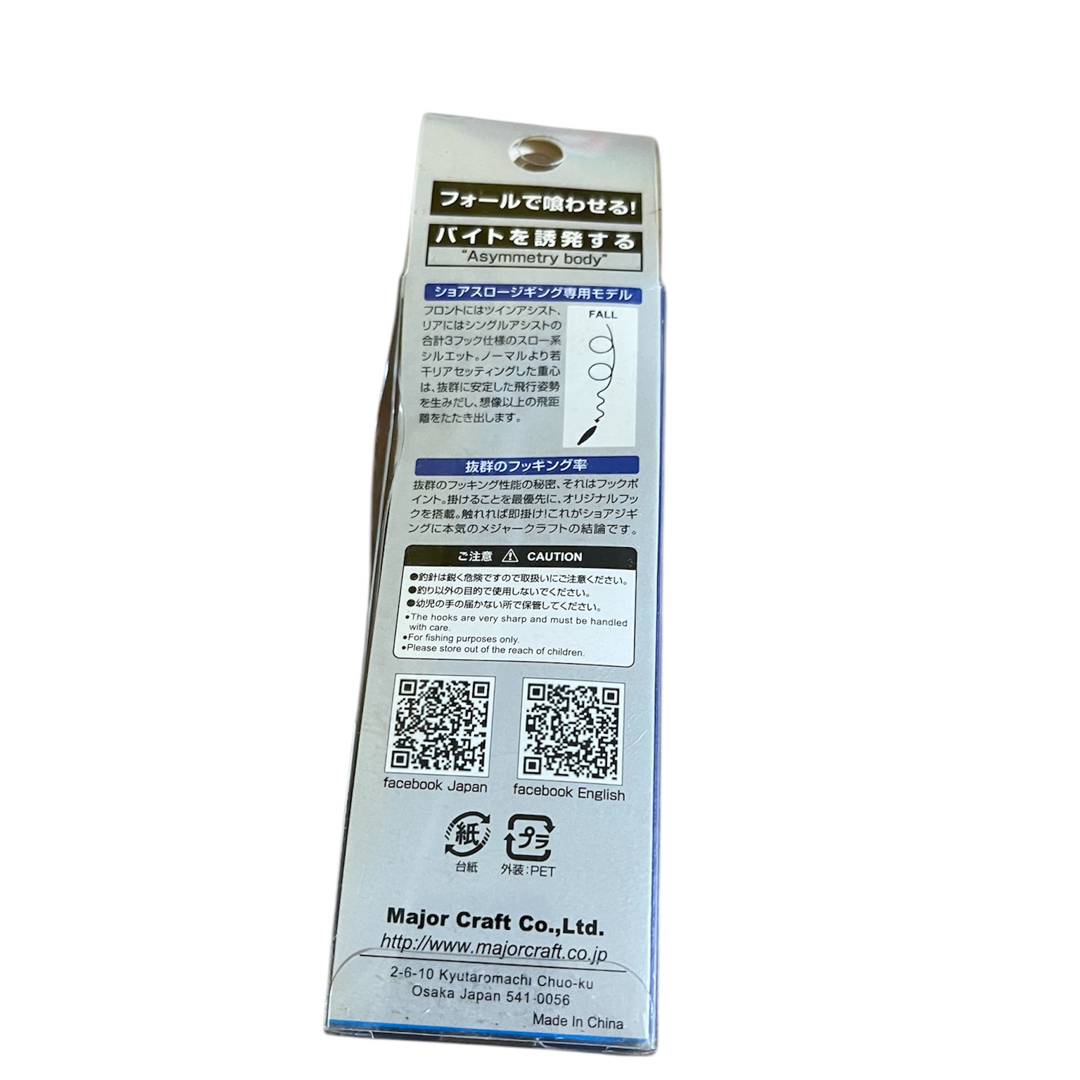 フォールで喰わせる!
バイトを誘発する
"Asymmetry body"
ショアスロージギング専用モデル
フロントにはツインアシスト、
リアにはシングルアシストの
合計3フック仕様のスロー系
シルエット。ノーマルより若
干リアセッティングした重心
は、抜群に安定した飛行姿勢
を生みだし、想像以上の飛距
離をたたき出します。
FALL
抜群のフッキング率
抜群のフッキング性能の秘密、それはフックポ
イント。掛けることを最優先に、オリジナルフッ
クを搭載。触れれば即掛け!これがショアジギ
ングに本気のメジャークラフトの結論です。
ご注意 CAUTION
●釣針は鋭く危険ですので取扱いにご注意ください。
●釣り以外の目的で使用しないでください。
●幼児の手の届かない所で保管してください。
●The hooks are very sharp and must be handled
with care.
●For fishing purposes only.
●Please store out of the reach of children.
facebook Japan
facebook English
紙
プラ
台紙
外装:PET
Major Craft Co.,Ltd.
http://www.majorcraft.co.jp
2-6-10 Kyutaromachi Chuo-ku
Osaka Japan 541-0056
Made In China